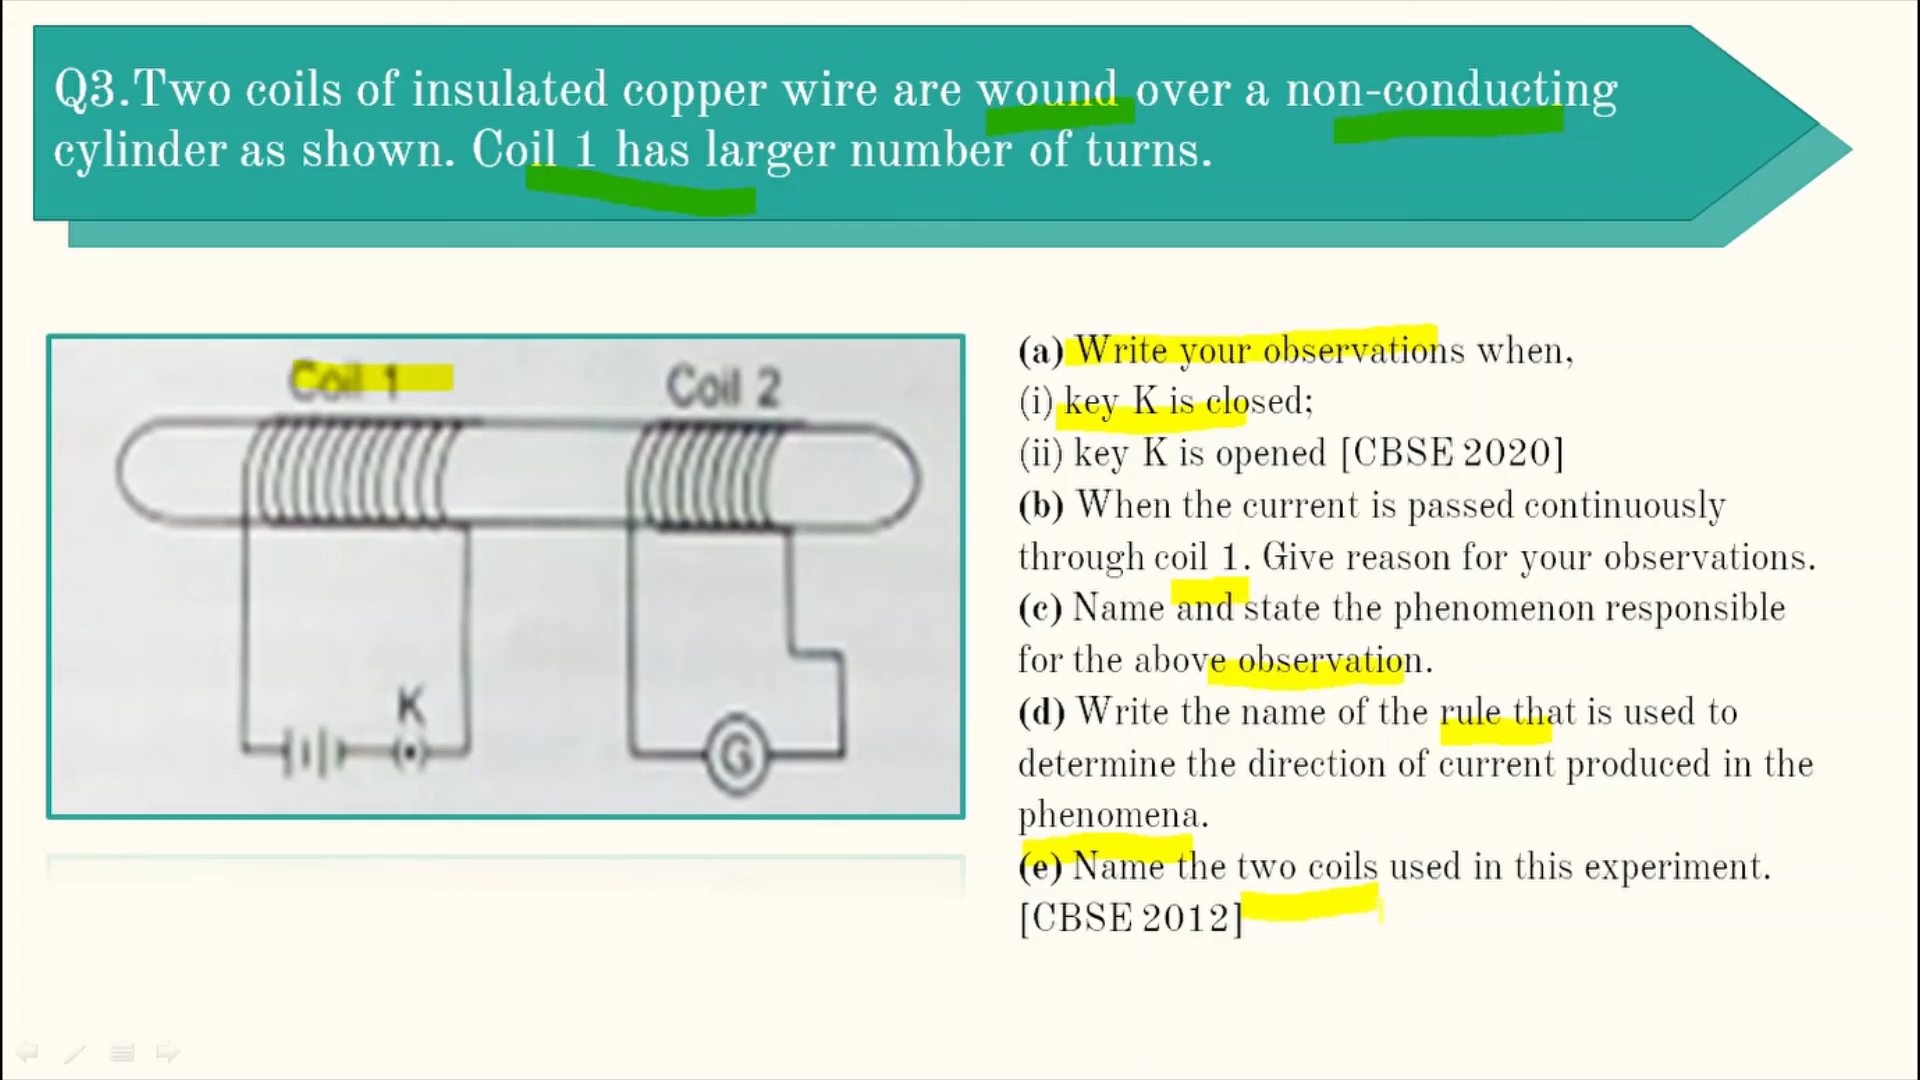 Q3.Two coils of insulated copper wire are wound over a non-conducting
cylinder as shown. Coil 1 has larger number of turns.
Coil 1
Coil 2
K
G
(a) Write your observations when,
(i) key K is closed;
(ii) key K is opened [CBSE 2020]
(b) When the current is passed continuously
through coil 1. Give reason for your observations.
(c) Name and state the phenomenon responsible
for the above observation.
(d) Write the name of the rule that is used to
determine the direction of current produced in the
phenomena.
(e) Name the two coils used in this experiment.
[CBSE 2012]